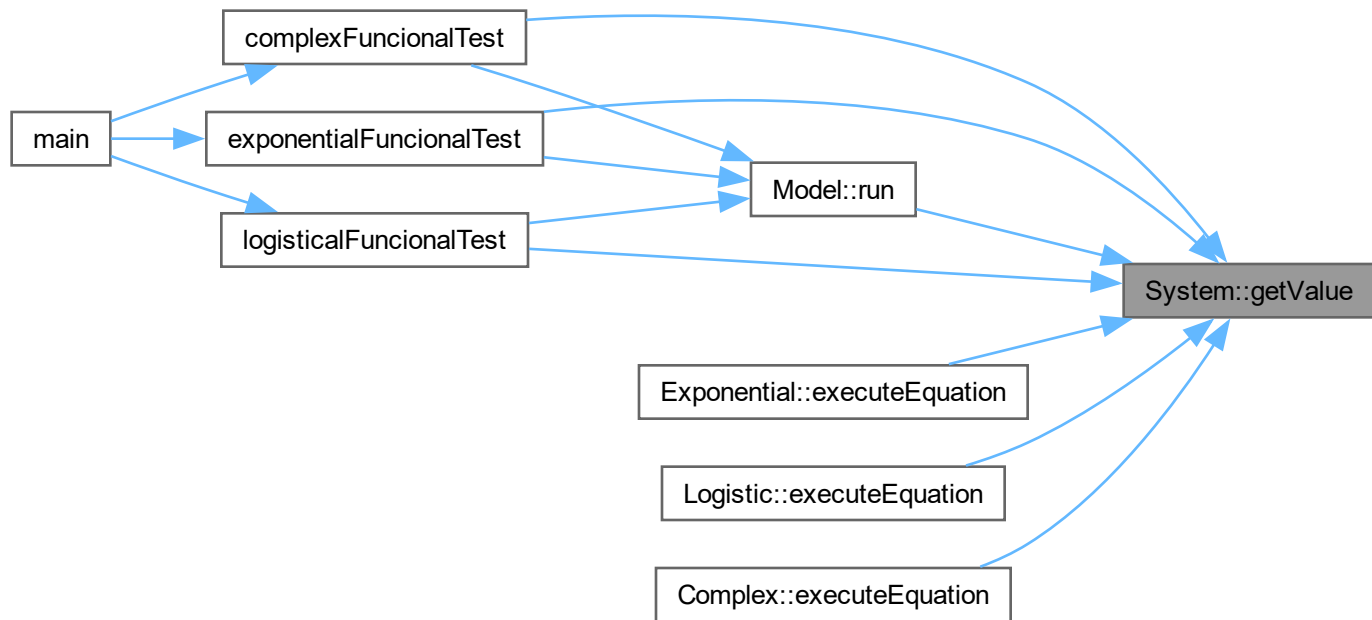 complexFuncionalTest
main
exponentialFuncionalTest
Model::run
logisticalFuncionalTest
System::getValue
Exponential::executeEquation
Logistic::executeEquation
Complex::executeEquation